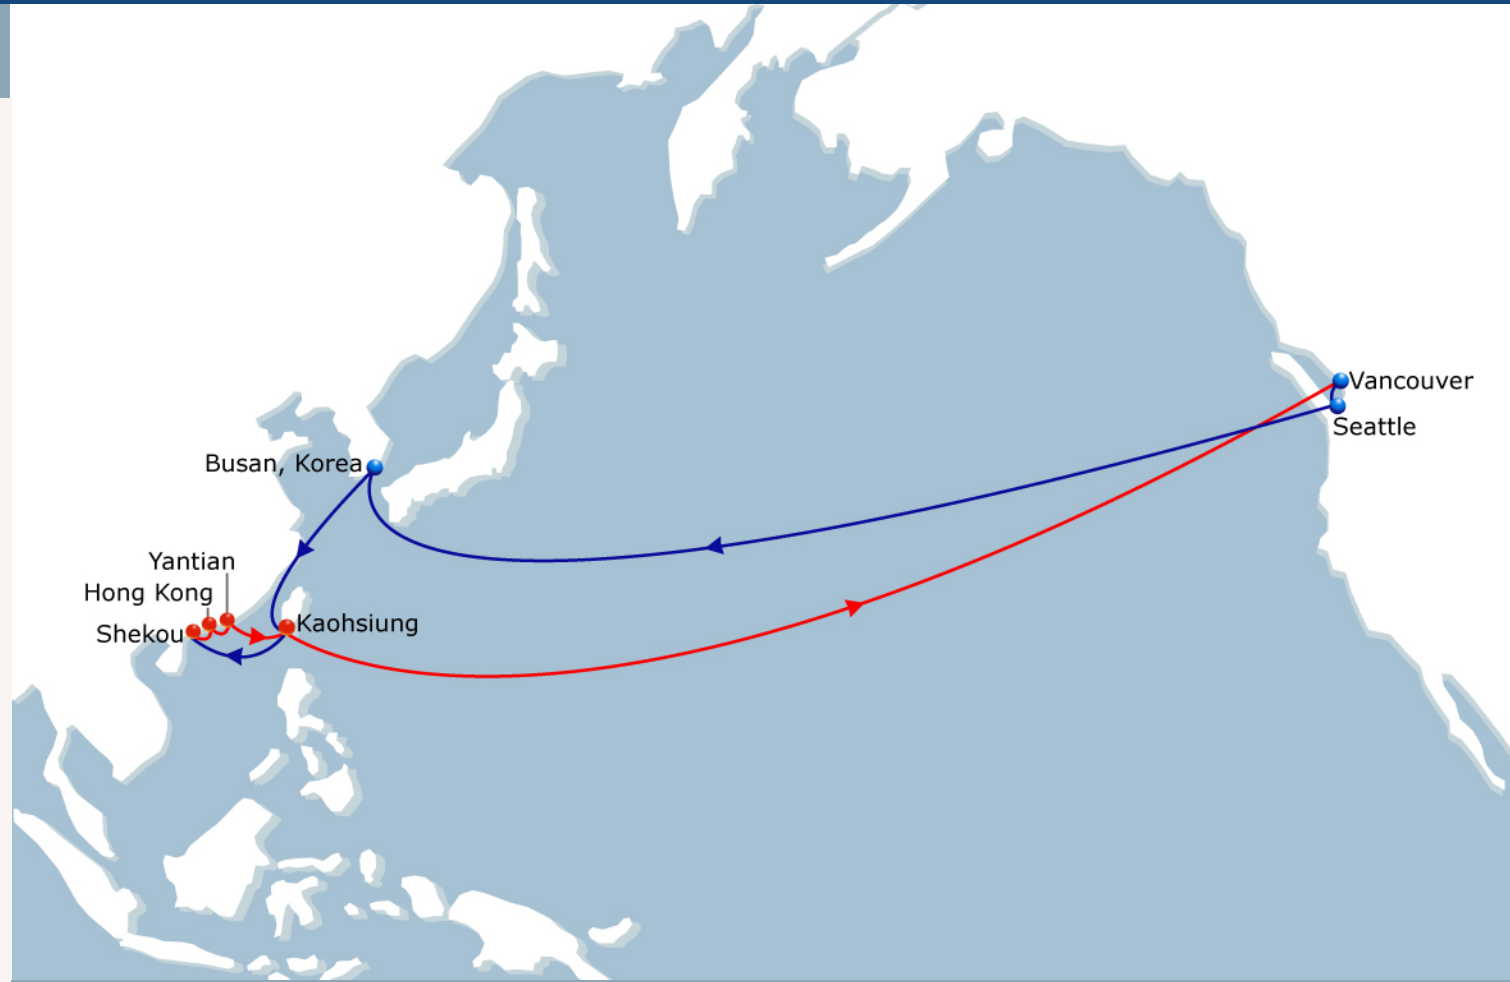 Vancouver
Seattle
Busan, Korea
Yantian
Hong Kong
Shekou
Kaohsiung